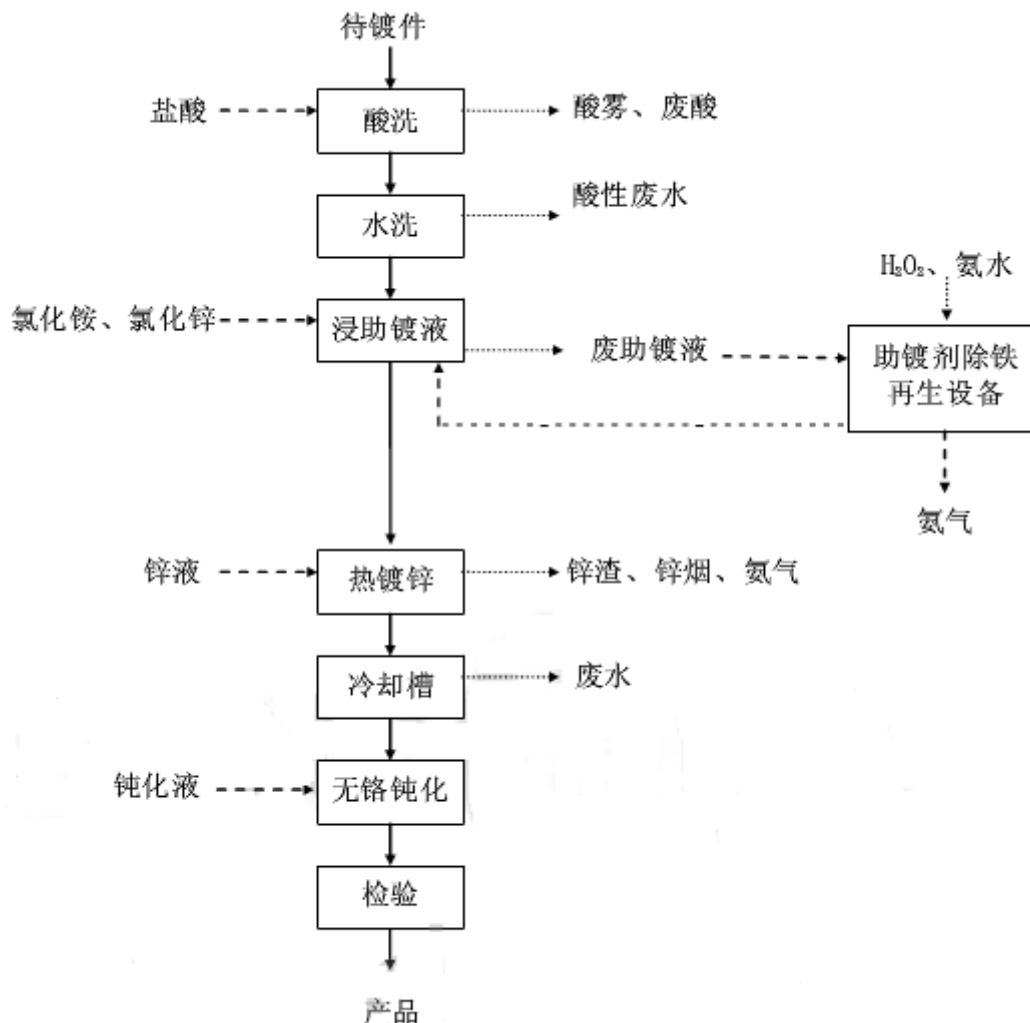 待镀件
盐酸
酸洗
酸雾、废酸
水洗
酸性废水
H₂O₂、氨水
氯化铵、氯化锌
浸助镀液
废助镀液
助镀剂除铁
再生设备
氨气
锌液
热镀锌
锌渣、锌烟、氨气
冷却槽
废水
钝化液
无铬钝化
检验
产品